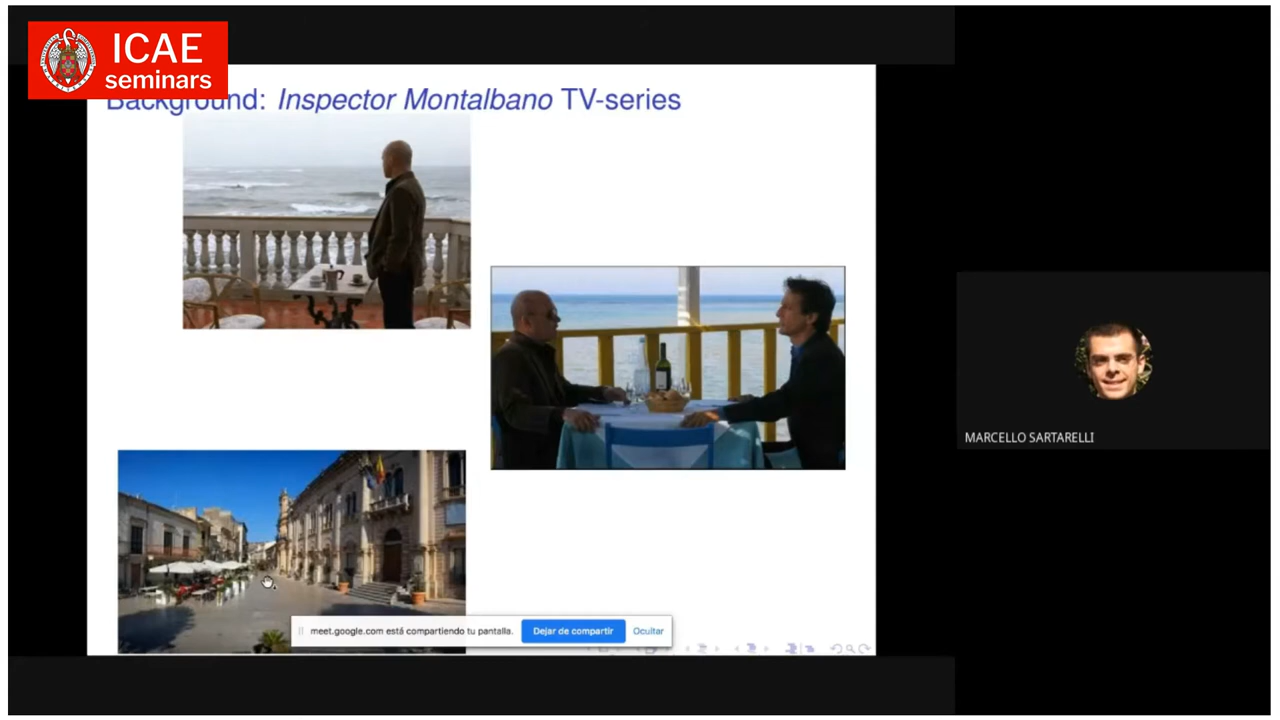 ICAE
seminars
Background: Inspector Montalbano TV-series
MARCELLO SARTARELLI
meet.google.com está compartiendo tu pantalla.
Dejar de compartir
Ocultar